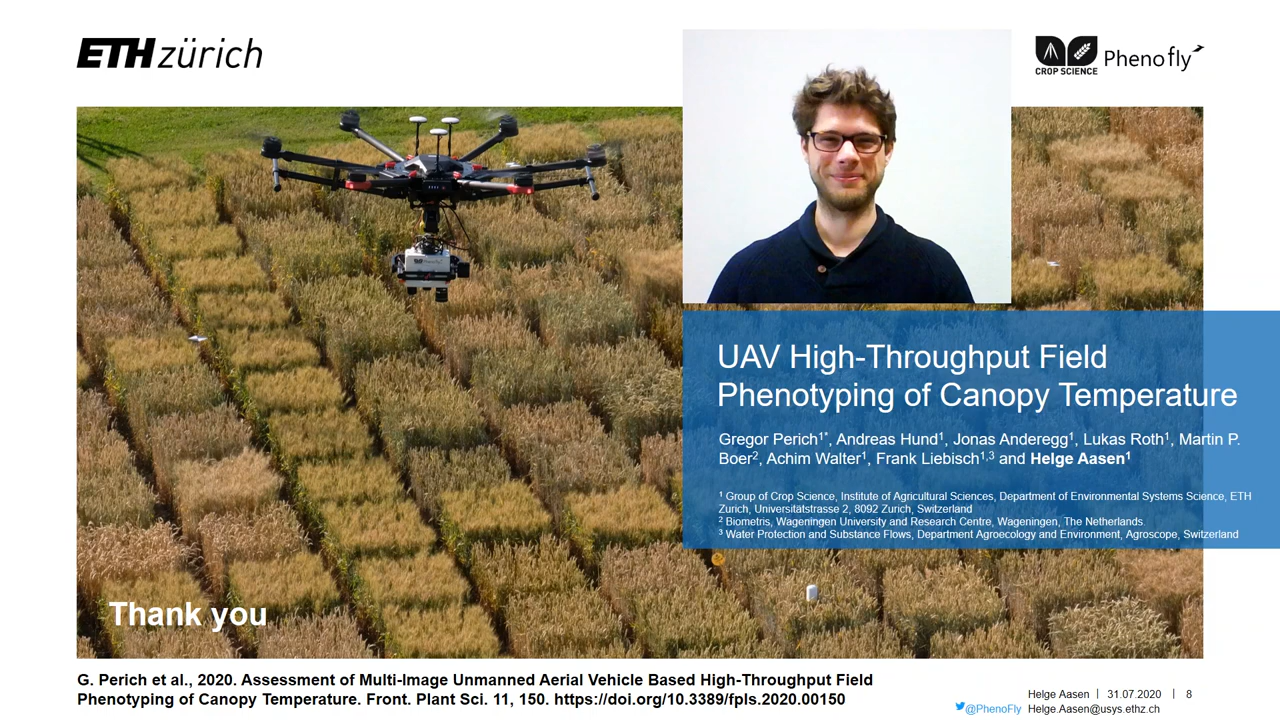 ETH zürich
CROP SCIENCE
Phenofly
UAV High-Throughput Field
Phenotyping of Canopy Temperature
Gregor Perich¹*, Andreas Hund¹, Jonas Anderegg¹, Lukas Roth¹, Martin P.
Boer², Achim Walter¹, Frank Liebisch¹,³ and Helge Aasen¹
¹ Group of Crop Science, Institute of Agricultural Sciences, Department of Environmental Systems Science, ETH
Zurich, Universitätstrasse 2, 8092 Zurich, Switzerland
² Biometris, Wageningen University and Research Centre, Wageningen, The Netherlands.
³ Water Protection and Substance Flows, Department Agroecology and Environment, Agroscope, Switzerland
Thank you
G. Perich et al., 2020. Assessment of Multi-Image Unmanned Aerial Vehicle Based High-Throughput Field
Phenotyping of Canopy Temperature. Front. Plant Sci. 11, 150. https://doi.org/10.3389/fpls.2020.00150
Helge Aasen | 31.07.2020 | 8
@PhenoFly Helge.Aasen@usys.ethz.ch